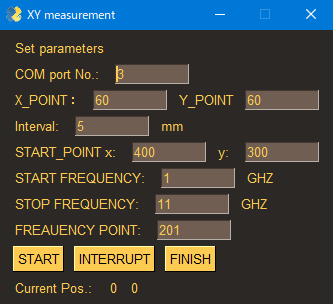 XY measurement
Set parameters
COM port No.: 3
X_POINT : 60 Y_POINT 60
Interval: 5 mm
START_POINT x: 400 y: 300
START FREQUENCY: 1 GHZ
STOP FREQUENCY: 11 GHZ
FREAUENCY POINT: 201
START INTERRUPT FINISH
Current Pos.: 0 0